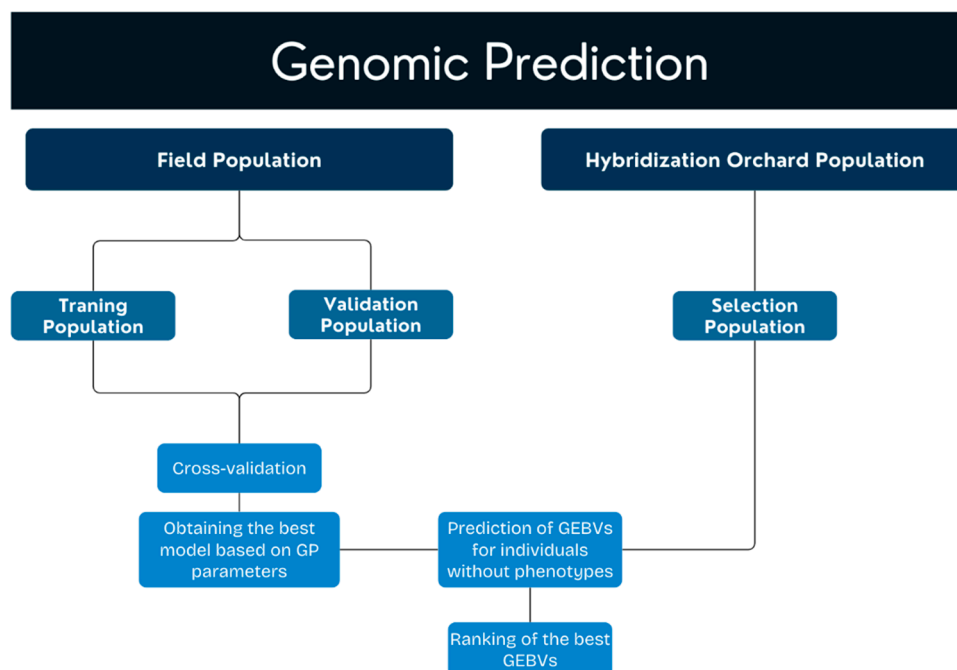 Genomic Prediction
Field Population
Hybridization Orchard Population
Traning
Population
Validation
Population
Selection
Population
Cross-validation
Obtaining the best
model based on GP
parameters
Prediction of GEBVs
for individuals
without phenotypes
Ranking of the best
GEBVs